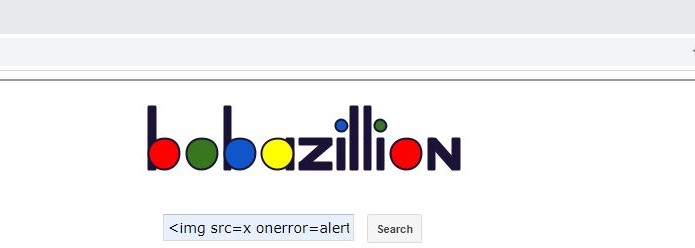 bobazillion
<img src=x onerror=alert
Search